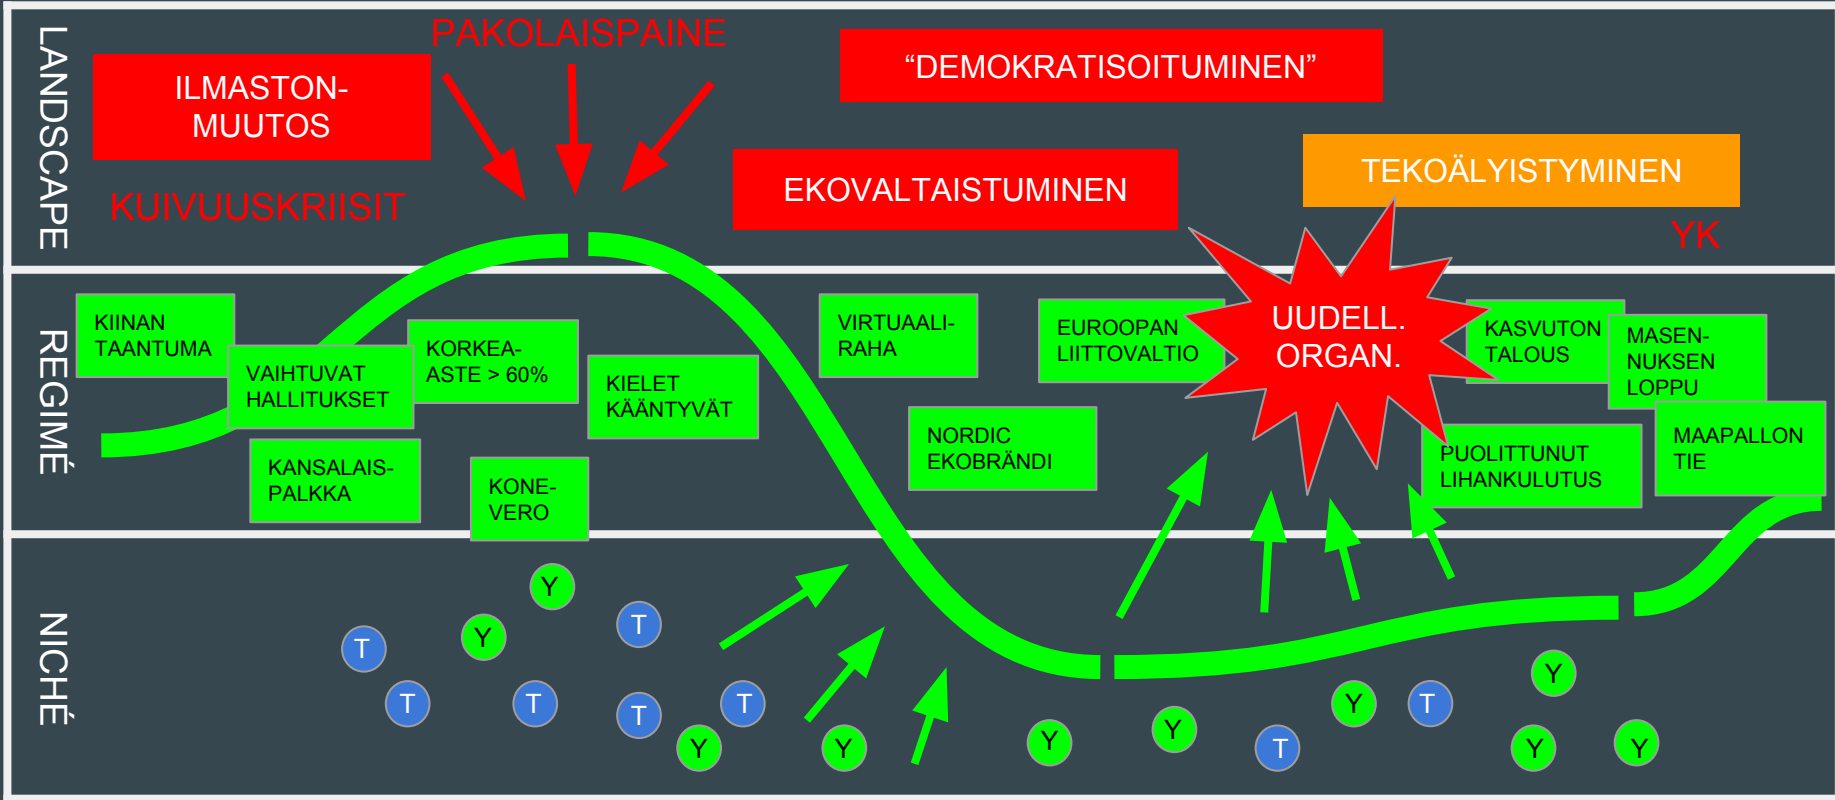 LANDSCAPE
PAKOLAISPAINE
ILMASTON-
MUUTOS
KUIVUUSKRIISIT
“DEMOKRATISOITUMINEN”
EKOVALTAISTUMINEN
TEKOÄLYISTYMINEN
YK
REGIMÉ
KIINAN
TAANTUMA
VAIHTUVAT
HALLITUKSET
KORKEA-
ASTE > 60%
KANSALAIS-
PALKKA
KONE-
VERO
KIELET
KÄÄNTYVÄT
VIRTUAALI-
RAHA
NORDIC
EKOBRÄNDI
EUROOPAN
LIITTOVALTIO
UUDELL.
ORGAN.
KASVUTON
TALOUS
MASEN-
NUKSEN
LOPPU
PUOLITTUNUT
LIHANKULUTUS
MAAPALLON
TIE
NICHÉ
T
Y
Y
T
T
T
T
T
Y
Y
Y
Y
T
Y
T
Y
Y
Y